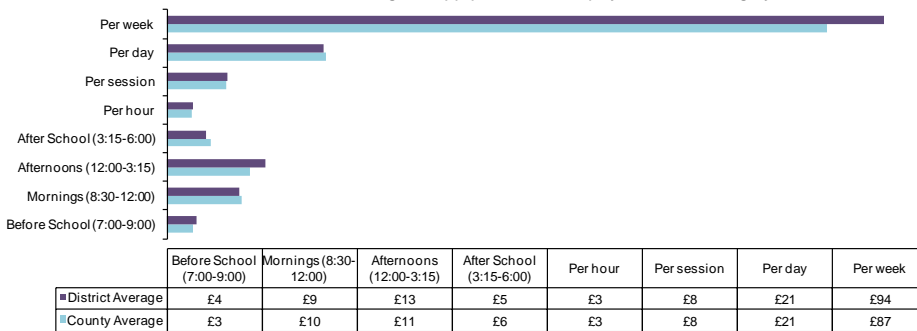 Per week
Per day
Per session
Per hour
After School (3:15-6:00)
Afternoons (12:00-3:15)
Mornings (8:30-12:00)
Before School (7:00-9:00)
Before School (7:00-9:00) Mornings (8:30-12:00) Afternoons (12:00-3:15) After School (3:15-6:00) Per hour Per session Per day Per week
District Average £4 £9 £13 £5 £3 £8 £21 £94
County Average £3 £10 £11 £6 £3 £8 £21 £87